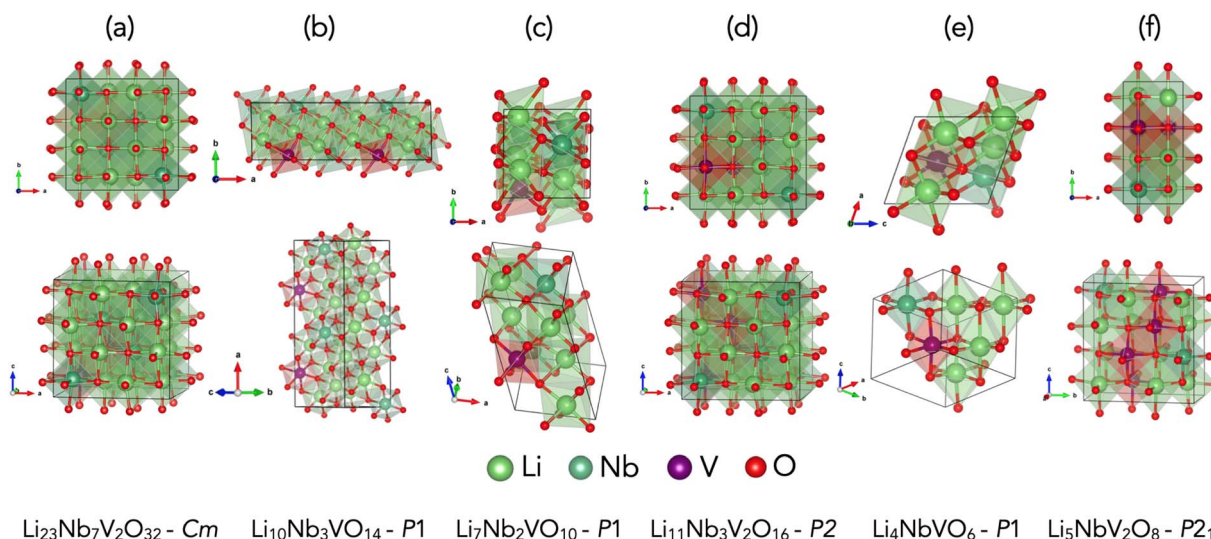 (a) (b) (c) (d) (e) (f)
b a b a b a b a a b c b a
c a a c b c b a c a c a b c b
Li Nb V O
Li₂₃Nb₇V₂O₃₂ - Cm Li₁₀Nb₃VO₁₄ - P1 Li₇Nb₂VO₁₀ - P1 Li₁₁Nb₃V₂O₁₆ - P2 Li₄NbVO₆ - P1 Li₅NbV₂O₈ - P2₁